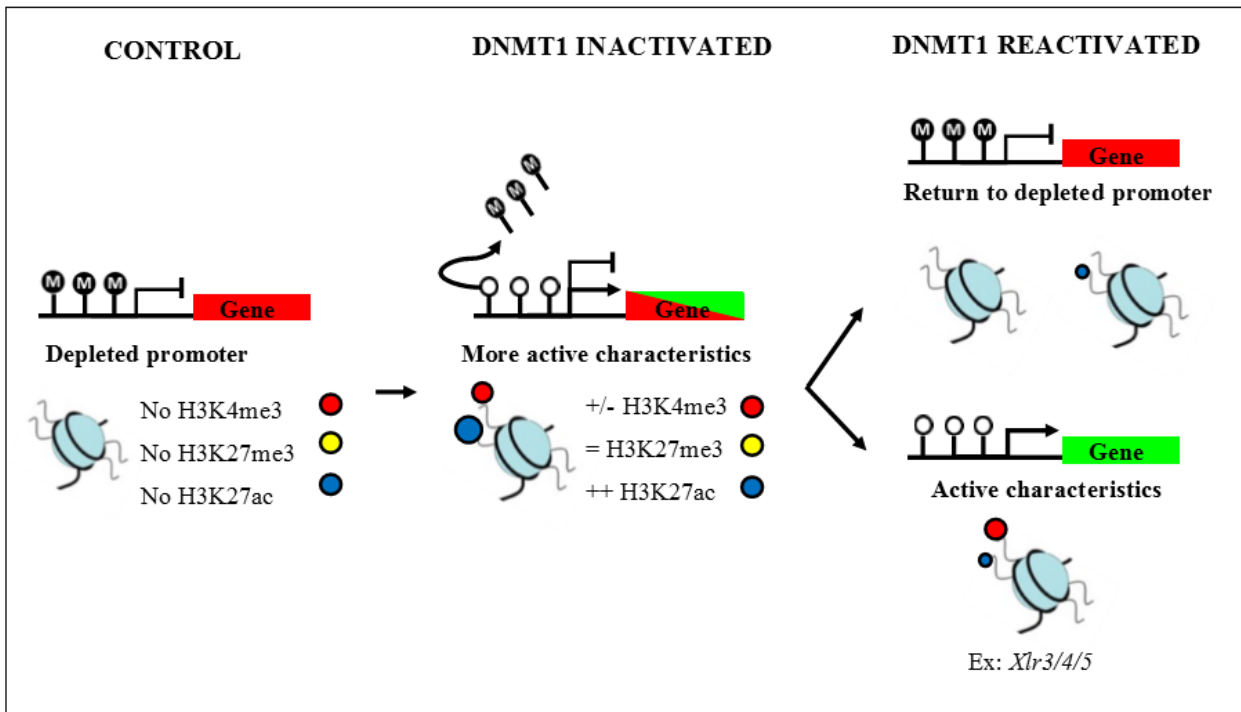 CONTROL
M M M
Gene
Depleted promoter
No H3K4me3
No H3K27me3
No H3K27ac
DNMT1 INACTIVATED
M
M
M
Gene
More active characteristics
+/- H3K4me3
= H3K27me3
++ H3K27ac
DNMT1 REACTIVATED
M M M
Gene
Return to depleted promoter
Gene
Active characteristics
Ex: Xlr3/4/5